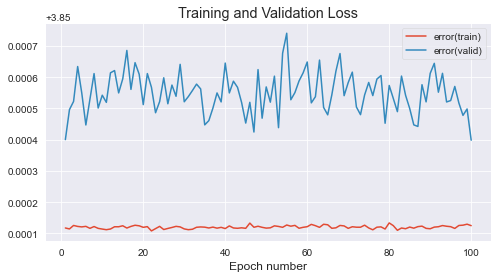 Training and Validation Loss
+3.85
error(train)
error(valid)
0.0007
0.0006
0.0005
0.0004
0.0003
0.0002
0.0001
0 20 40 60 80 100
Epoch number